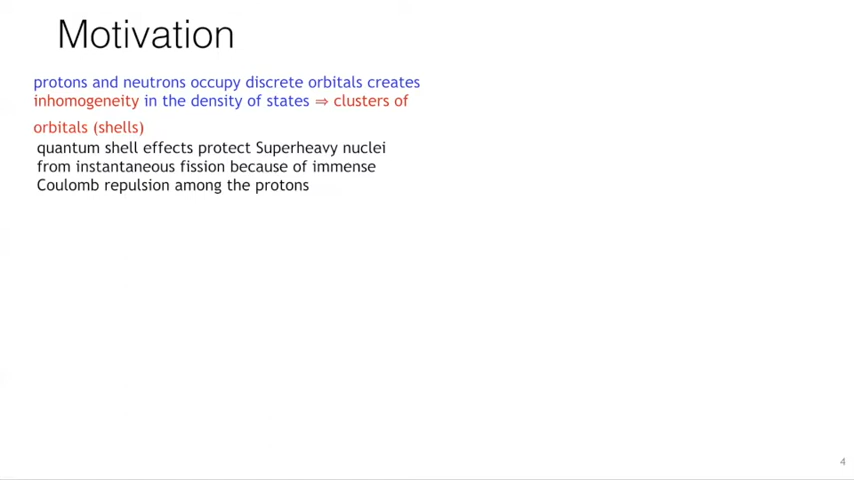 Motivation
protons and neutrons occupy discrete orbitals creates
inhomogeneity in the density of states ⇒ clusters of
orbitals (shells)
quantum shell effects protect Superheavy nuclei
from instantaneous fission because of immense
Coulomb repulsion among the protons
4